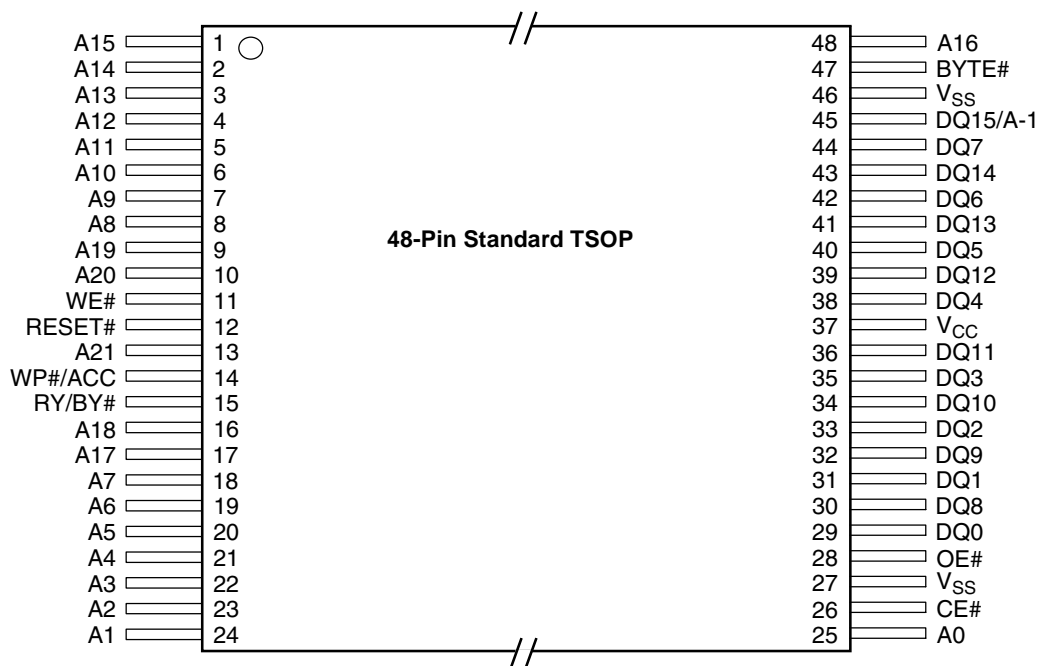 A15 1 48 A16
A14 2 47 BYTE#
A13 3 46 VSS
A12 4 45 DQ15/A-1
A11 5 44 DQ7
A10 6 43 DQ14
A9 7 42 DQ6
A8 8 41 DQ13
48-Pin Standard TSOP
A19 9 40 DQ5
A20 10 39 DQ12
WE# 11 38 DQ4
RESET# 12 37 VCC
A21 13 36 DQ11
WP#/ACC 14 35 DQ3
RY/BY# 15 34 DQ10
A18 16 33 DQ2
A17 17 32 DQ9
A7 18 31 DQ1
A6 19 30 DQ8
A5 20 29 DQ0
A4 21 28 OE#
A3 22 27 VSS
A2 23 26 CE#
A1 24 25 A0